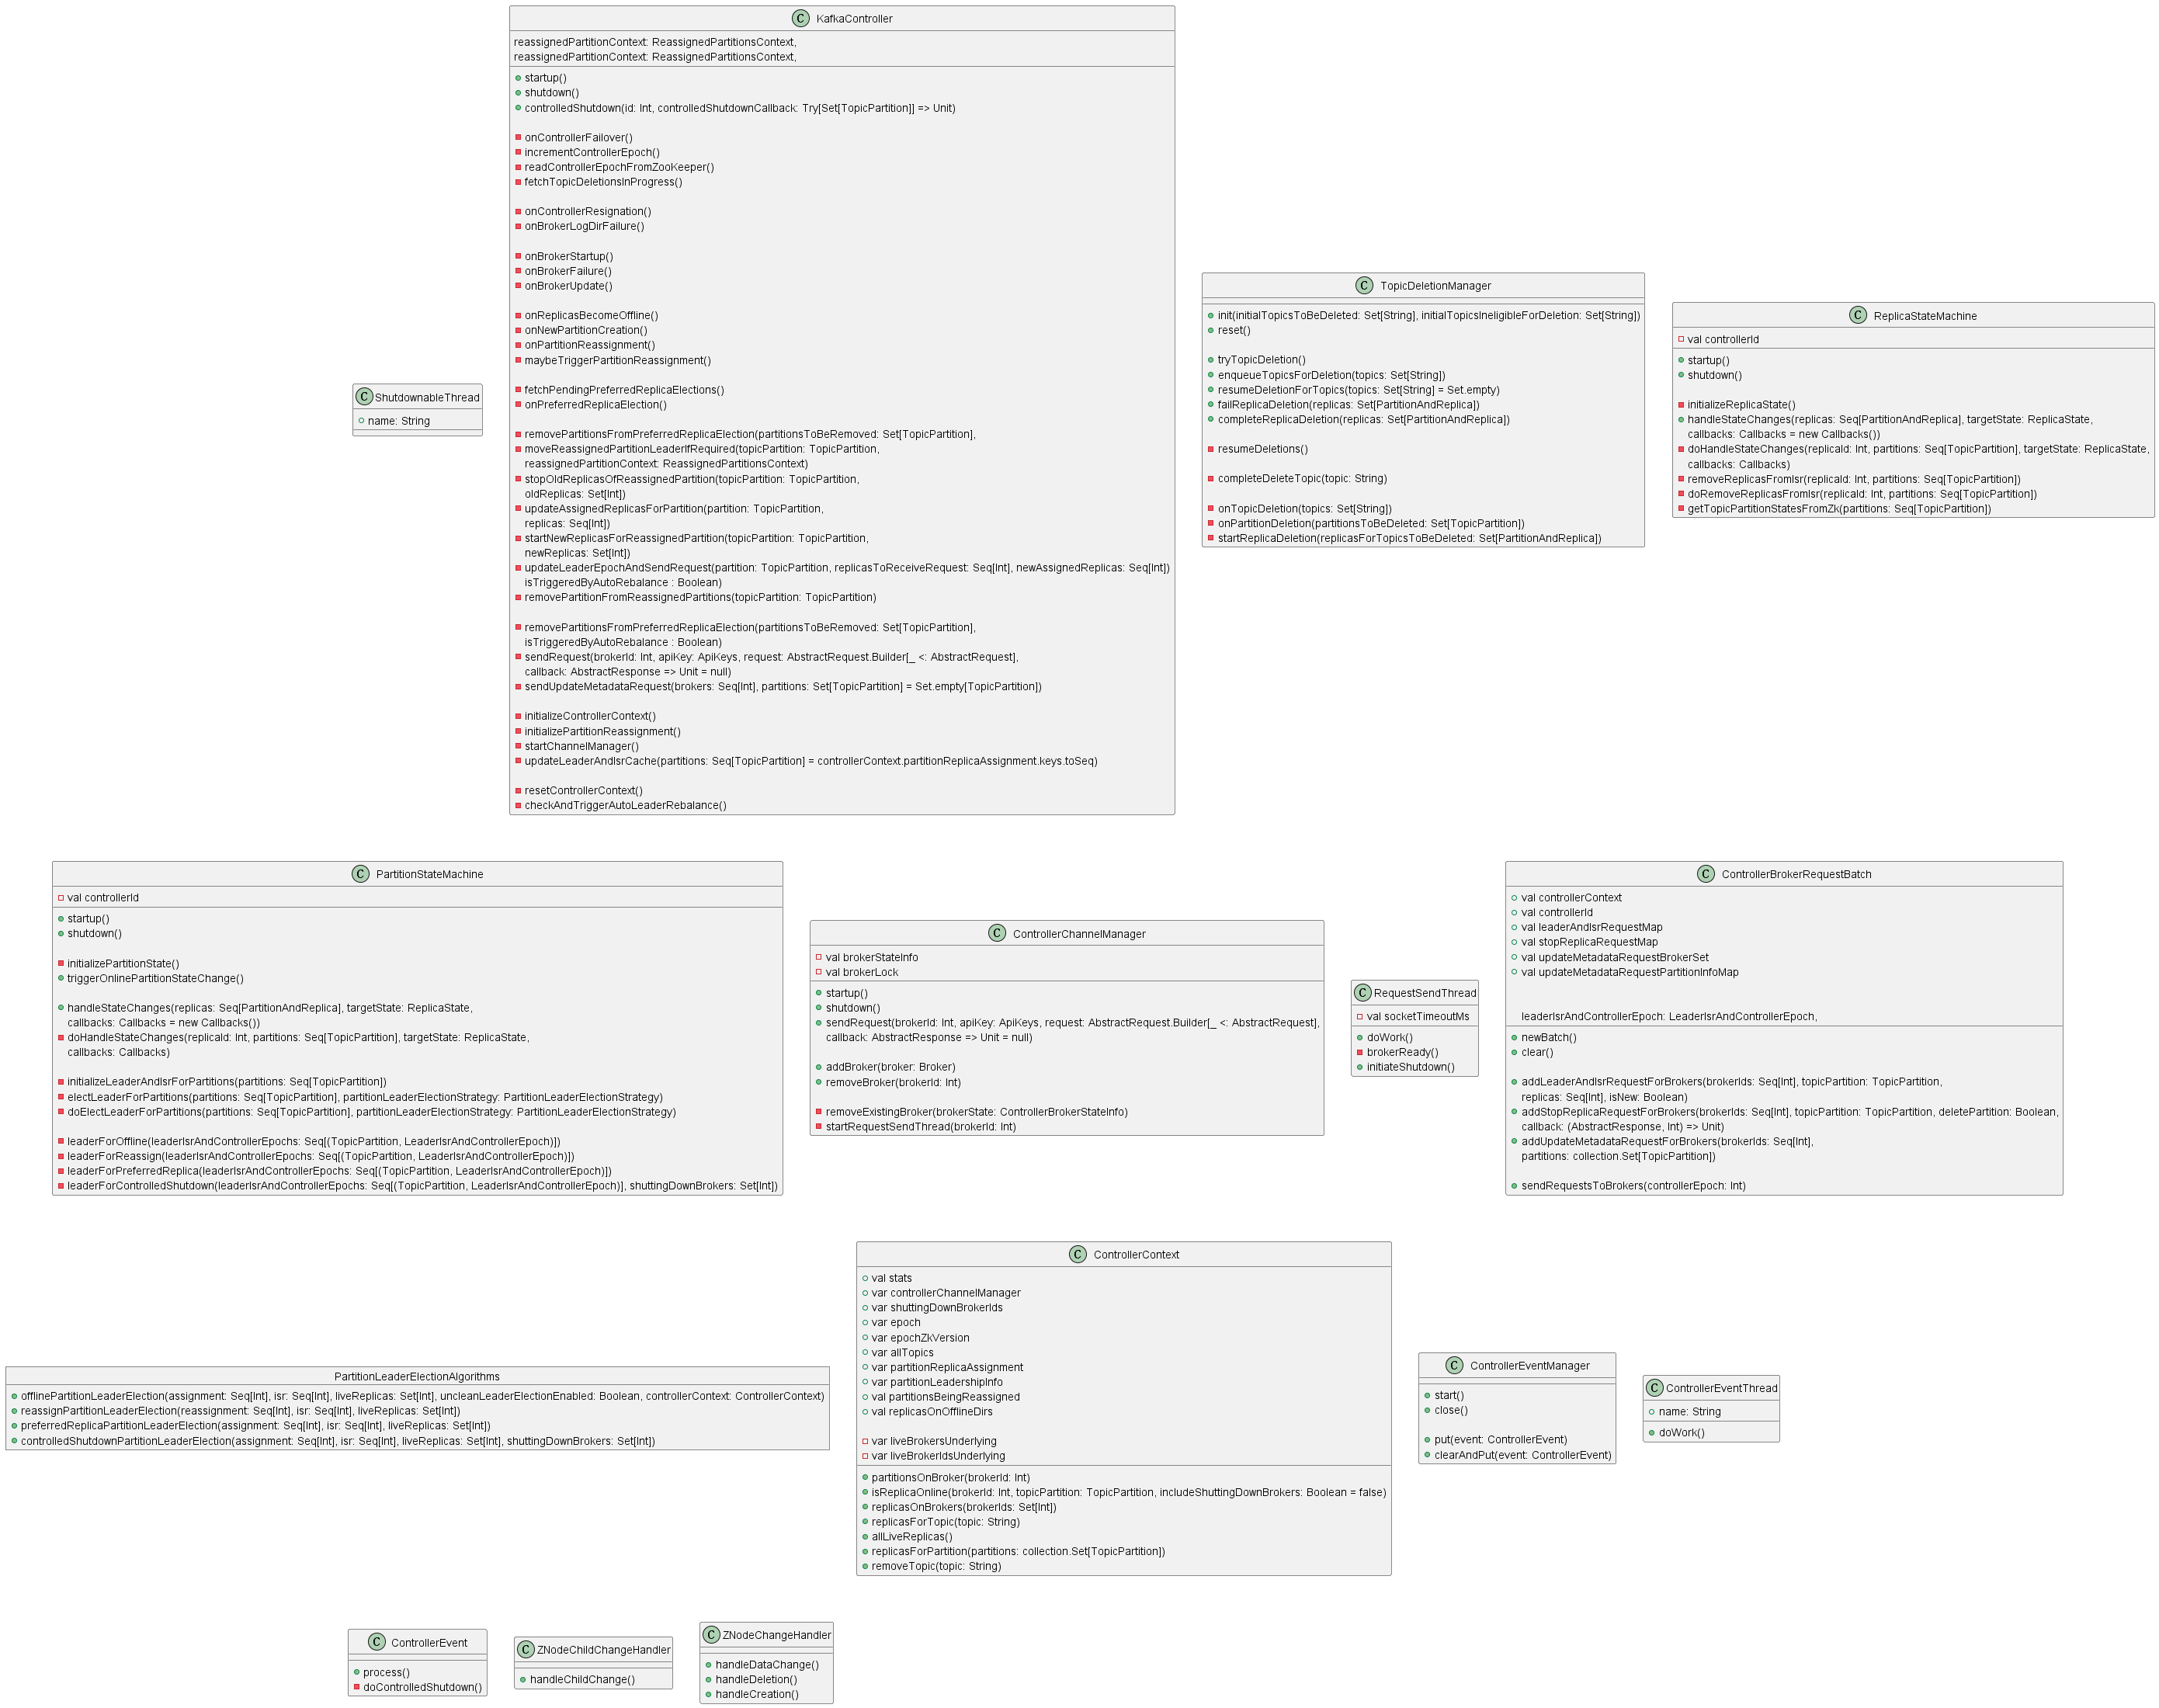 C KafkaController
reassignedPartitionContext: ReassignedPartitionsContext,
reassignedPartitionContext: ReassignedPartitionsContext,
startup()
shutdown()
controlledShutdown(id: Int, controlledShutdownCallback: Try[Set[TopicPartition]] => Unit)
onControllerFailover()
incrementControllerEpoch()
readControllerEpochFromZooKeeper()
fetchTopicDeletionsInProgress()
onControllerResignation()
onBrokerLogDirFailure()
onBrokerStartup()
onBrokerFailure()
onBrokerUpdate()
onReplicasBecomeOffline()
onNewPartitionCreation()
onPartitionReassignment()
maybeTriggerPartitionReassignment()
fetchPendingPreferredReplicaElections()
onPreferredReplicaElection()
removePartitionsFromPreferredReplicaElection(partitionsToBeRemoved: Set[TopicPartition],
moveReassignedPartitionLeaderIfRequired(topicPartition: TopicPartition,
reassignedPartitionContext: ReassignedPartitionsContext)
stopOldReplicasOfReassignedPartition(topicPartition: TopicPartition,
oldReplicas: Set[Int])
updateAssignedReplicasForPartition(partition: TopicPartition,
replicas: Seq[Int])
startNewReplicasForReassignedPartition(topicPartition: TopicPartition,
newReplicas: Set[Int])
updateLeaderEpochAndSendRequest(partition: TopicPartition, replicasToReceiveRequest: Seq[Int], newAssignedReplicas: Seq[Int])
isTriggeredByAutoRebalance : Boolean)
removePartitionFromReassignedPartitions(topicPartition: TopicPartition)
removePartitionsFromPreferredReplicaElection(partitionsToBeRemoved: Set[TopicPartition],
isTriggeredByAutoRebalance : Boolean)
sendRequest(brokerId: Int, apiKey: ApiKeys, request: AbstractRequest.Builder[_ <: AbstractRequest],
callback: AbstractResponse => Unit = null)
sendUpdateMetadataRequest(brokers: Seq[Int], partitions: Set[TopicPartition] = Set.empty[TopicPartition])
initializeControllerContext()
initializePartitionReassignment()
startChannelManager()
updateLeaderAndIsrCache(partitions: Seq[TopicPartition] = controllerContext.partitionReplicaAssignment.keys.toSeq)
resetControllerContext()
checkAndTriggerAutoLeaderRebalance()
C ShutdownableThread
name: String
C TopicDeletionManager
init(initialTopicsToBeDeleted: Set[String], initialTopicsIneligibleForDeletion: Set[String])
reset()
tryTopicDeletion()
enqueueTopicsForDeletion(topics: Set[String])
resumeDeletionForTopics(topics: Set[String] = Set.empty)
failReplicaDeletion(replicas: Set[PartitionAndReplica])
completeReplicaDeletion(replicas: Set[PartitionAndReplica])
resumeDeletions()
completeDeleteTopic(topic: String)
onTopicDeletion(topics: Set[String])
onPartitionDeletion(partitionsToBeDeleted: Set[TopicPartition])
startReplicaDeletion(replicasForTopicsToBeDeleted: Set[PartitionAndReplica])
C ReplicaStateMachine
val controllerId
startup()
shutdown()
initializeReplicaState()
handleStateChanges(replicas: Seq[PartitionAndReplica], targetState: ReplicaState,
callbacks: Callbacks = new Callbacks())
doHandleStateChanges(replicaId: Int, partitions: Seq[TopicPartition], targetState: ReplicaState,
callbacks: Callbacks)
removeReplicasFromIsr(replicaId: Int, partitions: Seq[TopicPartition])
doRemoveReplicasFromIsr(replicaId: Int, partitions: Seq[TopicPartition])
getTopicPartitionStatesFromZk(partitions: Seq[TopicPartition])
C PartitionStateMachine
val controllerId
startup()
shutdown()
initializePartitionState()
triggerOnlinePartitionStateChange()
handleStateChanges(replicas: Seq[PartitionAndReplica], targetState: ReplicaState,
callbacks: Callbacks = new Callbacks())
doHandleStateChanges(replicaId: Int, partitions: Seq[TopicPartition], targetState: ReplicaState,
callbacks: Callbacks)
initializeLeaderAndIsrForPartitions(partitions: Seq[TopicPartition])
electLeaderForPartitions(partitions: Seq[TopicPartition], partitionLeaderElectionStrategy: PartitionLeaderElectionStrategy)
doElectLeaderForPartitions(partitions: Seq[TopicPartition], partitionLeaderElectionStrategy: PartitionLeaderElectionStrategy)
leaderForOffline(leaderIsrAndControllerEpochs: Seq[(TopicPartition, LeaderIsrAndControllerEpoch)])
leaderForReassign(leaderIsrAndControllerEpochs: Seq[(TopicPartition, LeaderIsrAndControllerEpoch)])
leaderForPreferredReplica(leaderIsrAndControllerEpochs: Seq[(TopicPartition, LeaderIsrAndControllerEpoch)])
leaderForControlledShutdown(leaderIsrAndControllerEpochs: Seq[(TopicPartition, LeaderIsrAndControllerEpoch)], shuttingDownBrokers: Set[Int])
C ControllerChannelManager
val brokerStateInfo
val brokerLock
startup()
shutdown()
sendRequest(brokerId: Int, apiKey: ApiKeys, request: AbstractRequest.Builder[_ <: AbstractRequest],
callback: AbstractResponse => Unit = null)
addBroker(broker: Broker)
removeBroker(brokerId: Int)
removeExistingBroker(brokerState: ControllerBrokerStateInfo)
startRequestSendThread(brokerId: Int)
C RequestSendThread
val socketTimeoutMs
doWork()
brokerReady()
initiateShutdown()
C ControllerBrokerRequestBatch
val controllerContext
val controllerId
val leaderAndIsrRequestMap
val stopReplicaRequestMap
val updateMetadataRequestBrokerSet
val updateMetadataRequestPartitionInfoMap
leaderIsrAndControllerEpoch: LeaderIsrAndControllerEpoch,
newBatch()
clear()
addLeaderAndIsrRequestForBrokers(brokerIds: Seq[Int], topicPartition: TopicPartition,
replicas: Seq[Int], isNew: Boolean)
addStopReplicaRequestForBrokers(brokerIds: Seq[Int], topicPartition: TopicPartition, deletePartition: Boolean,
callback: (AbstractResponse, Int) => Unit)
addUpdateMetadataRequestForBrokers(brokerIds: Seq[Int],
partitions: collection.Set[TopicPartition])
sendRequestsToBrokers(controllerEpoch: Int)
PartitionLeaderElectionAlgorithms
offlinePartitionLeaderElection(assignment: Seq[Int], isr: Seq[Int], liveReplicas: Set[Int], uncleanLeaderElectionEnabled: Boolean, controllerContext: ControllerContext)
reassignPartitionLeaderElection(reassignment: Seq[Int], isr: Seq[Int], liveReplicas: Set[Int])
preferredReplicaPartitionLeaderElection(assignment: Seq[Int], isr: Seq[Int], liveReplicas: Set[Int])
controlledShutdownPartitionLeaderElection(assignment: Seq[Int], isr: Seq[Int], liveReplicas: Set[Int], shuttingDownBrokers: Set[Int])
C ControllerContext
val stats
var controllerChannelManager
var shuttingDownBrokerIds
var epoch
var epochZkVersion
var allTopics
var partitionReplicaAssignment
var partitionLeadershipInfo
val partitionsBeingReassigned
val replicasOnOfflineDirs
var liveBrokersUnderlying
var liveBrokerIdsUnderlying
partitionsOnBroker(brokerId: Int)
isReplicaOnline(brokerId: Int, topicPartition: TopicPartition, includeShuttingDownBrokers: Boolean = false)
replicasOnBrokers(brokerIds: Set[Int])
replicasForTopic(topic: String)
allLiveReplicas()
replicasForPartition(partitions: collection.Set[TopicPartition])
removeTopic(topic: String)
C ControllerEventManager
start()
close()
put(event: ControllerEvent)
clearAndPut(event: ControllerEvent)
C ControllerEventThread
name: String
doWork()
C ControllerEvent
process()
doControlledShutdown()
C ZNodeChildChangeHandler
handleChildChange()
C ZNodeChangeHandler
handleDataChange()
handleDeletion()
handleCreation()